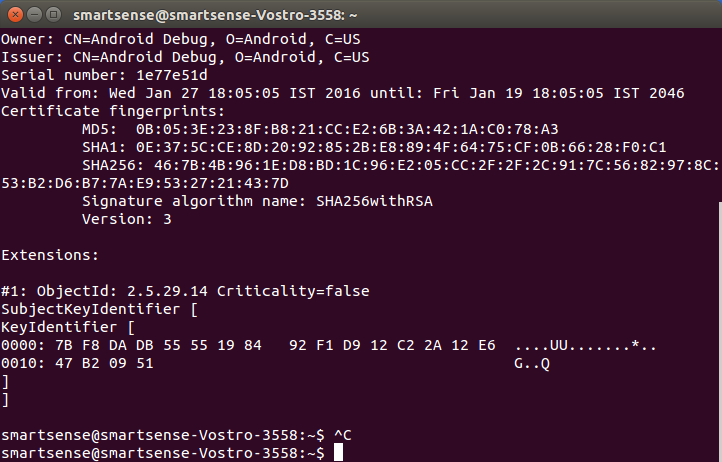 smartsense@smartsense-Vostro-3558: ~
Owner: CN=Android Debug, O=Android, C=US
Issuer: CN=Android Debug, O=Android, C=US
Serial number: 1e77e51d
Valid from: Wed Jan 27 18:05:05 IST 2016 until: Fri Jan 19 18:05:05 IST 2046
Certificate fingerprints:
         MD5:  0B:05:3E:23:8F:B8:21:CC:E2:6B:3A:42:1A:C0:78:A3
         SHA1: 0E:37:5C:CE:8D:20:92:85:2B:E8:89:4F:64:75:CF:0B:66:28:F0:C1
         SHA256: 46:7B:4B:96:1E:D8:BD:1C:96:E2:05:CC:2F:2F:2C:91:7C:56:82:97:8C:
53:B2:D6:B7:7A:E9:53:27:21:43:7D
         Signature algorithm name: SHA256withRSA
         Version: 3
Extensions:
#1: ObjectId: 2.5.29.14 Criticality=false
SubjectKeyIdentifier [
KeyIdentifier [
0000: 7B F8 DA DB 55 55 19 84   92 F1 D9 12 C2 2A 12 E6  ....UU.......*..
0010: 47 B2 09 51                                        G..Q
]
]
smartsense@smartsense-Vostro-3558:~$ ^C
smartsense@smartsense-Vostro-3558:~$